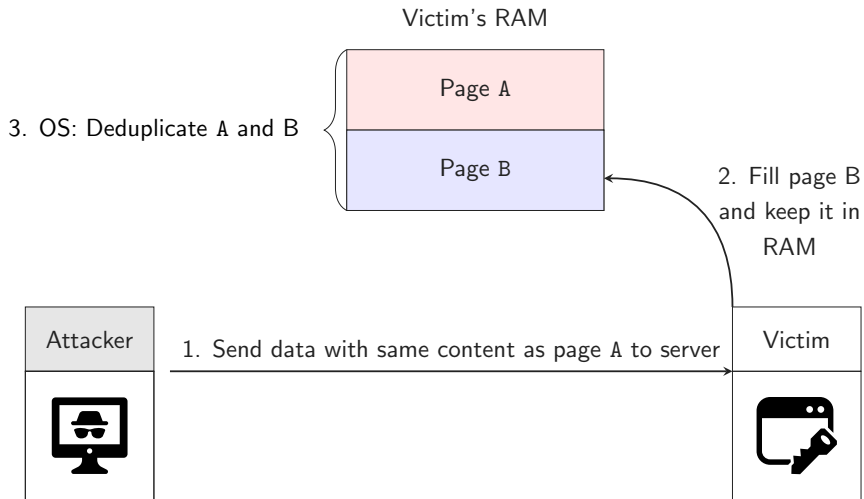 Victim's RAM
Page A
3. OS: Deduplicate A and B
Page B
2. Fill page B
and keep it in
RAM
Attacker
1. Send data with same content as page A to server
Victim